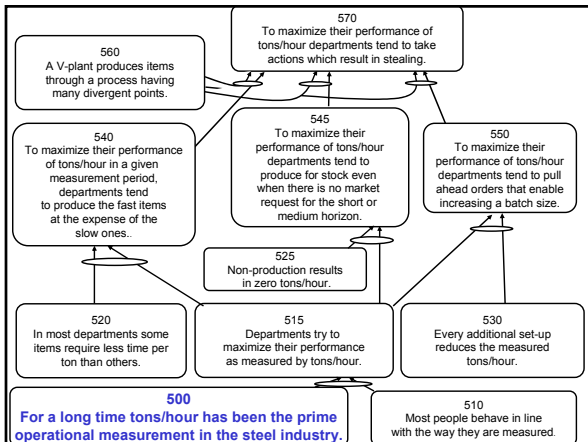 570
To maximize their performance of
tons/hour departments tend to take
actions which result in stealing.
560
A V-plant produces items
through a process having
many divergent points.
540
To maximize their performance
of tons/hour in a given
measurement period,
departments tend
to produce the fast items
at the expense of the
slow ones..
545
To maximize their
performance of tons/hour
departments tend to
produce for stock even
when there is no market
request for the short or
medium horizon.
550
To maximize their
performance of tons/hour
departments tend to pull
ahead orders that enable
increasing a batch size.
525
Non-production results
in zero tons/hour.
520
In most departments some
items require less time per
ton than others.
515
Departments try to
maximize their performance
as measured by tons/hour.
530
Every additional set-up
reduces the measured
tons/hour.
500
For a long time tons/hour has been the prime
operational measurement in the steel industry.
510
Most people behave in line
with the way they are measured.